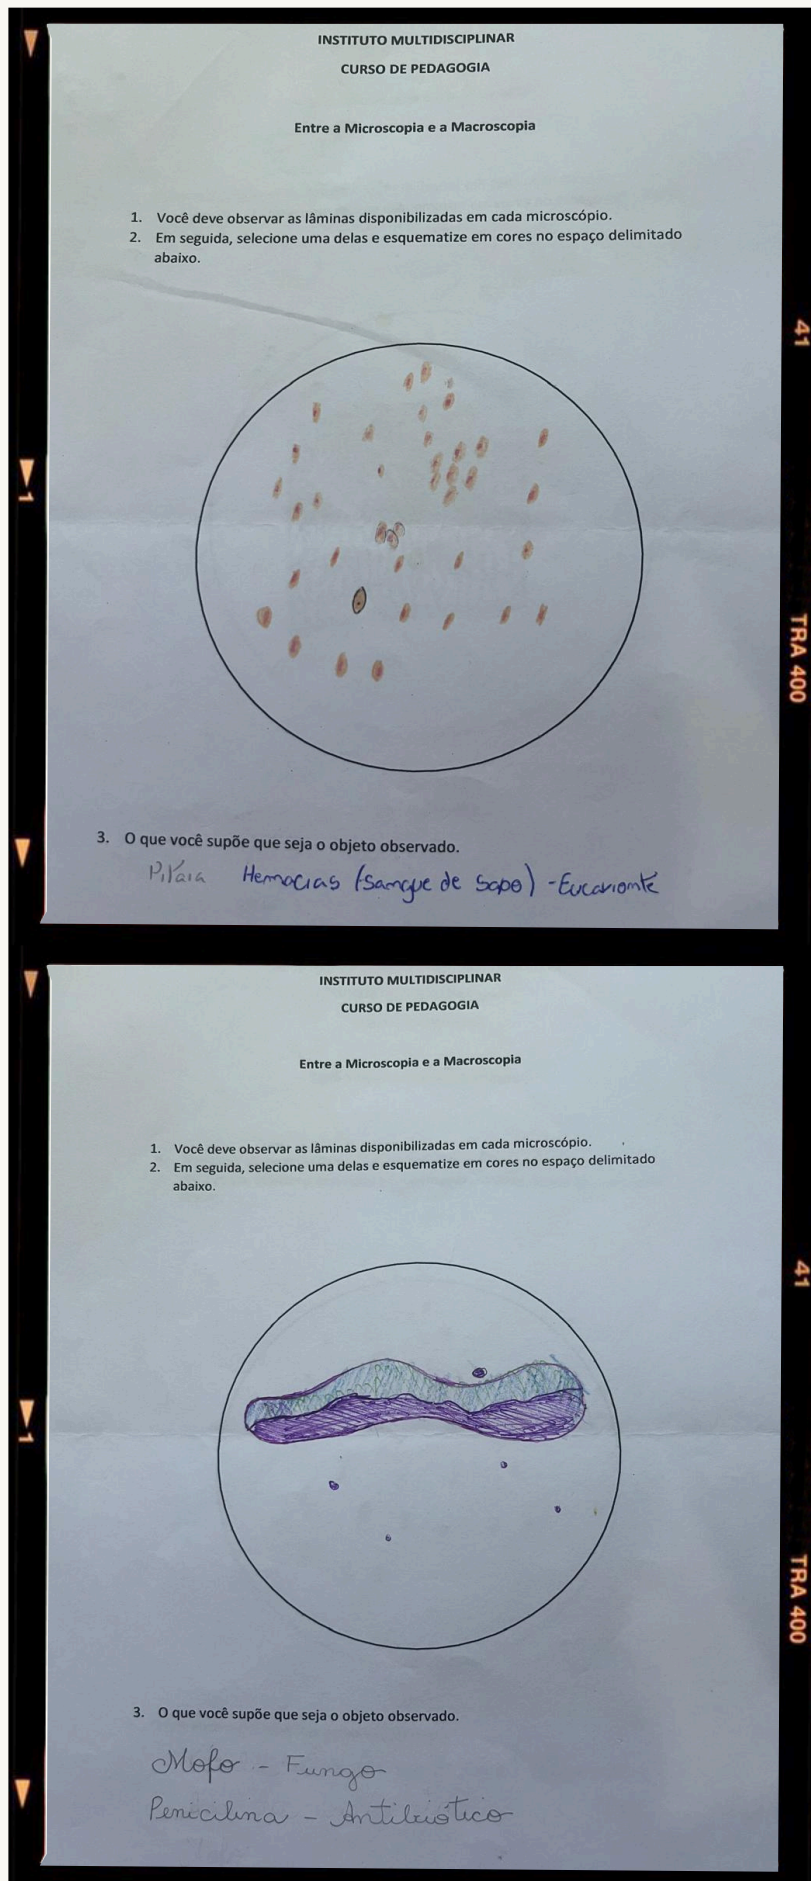 INSTITUTO MULTIDISCIPLINAR
CURSO DE PEDAGOGIA
Entre a Microscopia e a Macroscopia
1. Você deve observar as lâminas disponibilizadas em cada microscópio.
2. Em seguida, selecione uma delas e esquematize em cores no espaço delimitado
abaixo.
41
1
TRA 400
3. O que você supõe que seja o objeto observado.
Hemacias (sangue de sapo) - Eucarionte
INSTITUTO MULTIDISCIPLINAR
CURSO DE PEDAGOGIA
Entre a Microscopia e a Macroscopia
1. Você deve observar as lâminas disponibilizadas em cada microscópio.
2. Em seguida, selecione uma delas e esquematize em cores no espaço delimitado
abaixo.
41
1
TRA 400
3. O que você supõe que seja o objeto observado.
Mofo - Fungo
Penicilina - Antibiótico